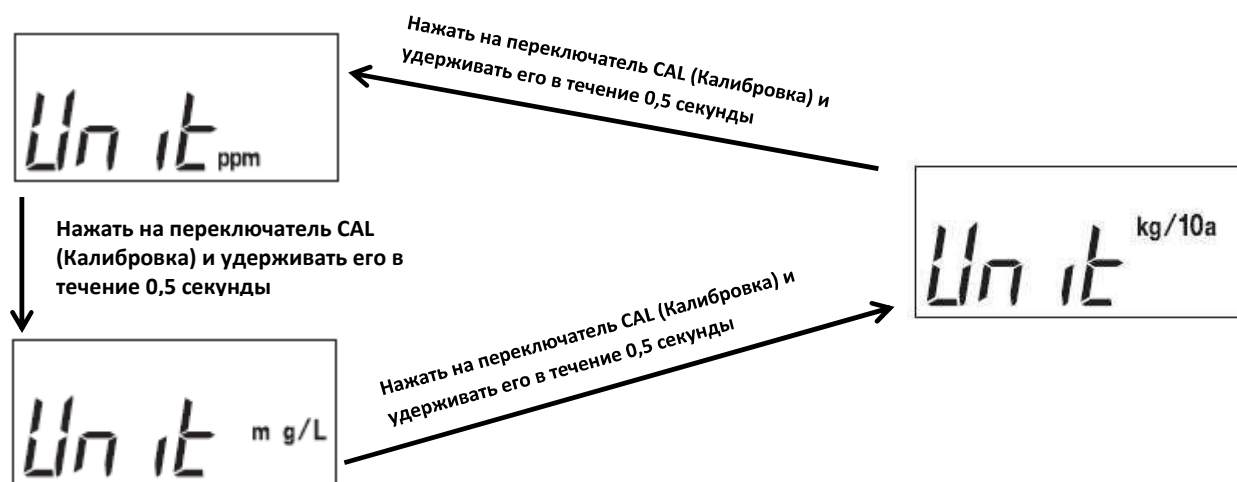 Нажать на переключатель CAL (Калибровка) и
удерживать его в течение 0,5 секунды
Unit ppm
Unit kg/10a
Нажать на переключатель CAL
(Калибровка) и удерживать его в
течение 0,5 секунды
Нажать на переключатель CAL (Калибровка) и
удерживать его в течение 0,5 секунды
Unit m g/L